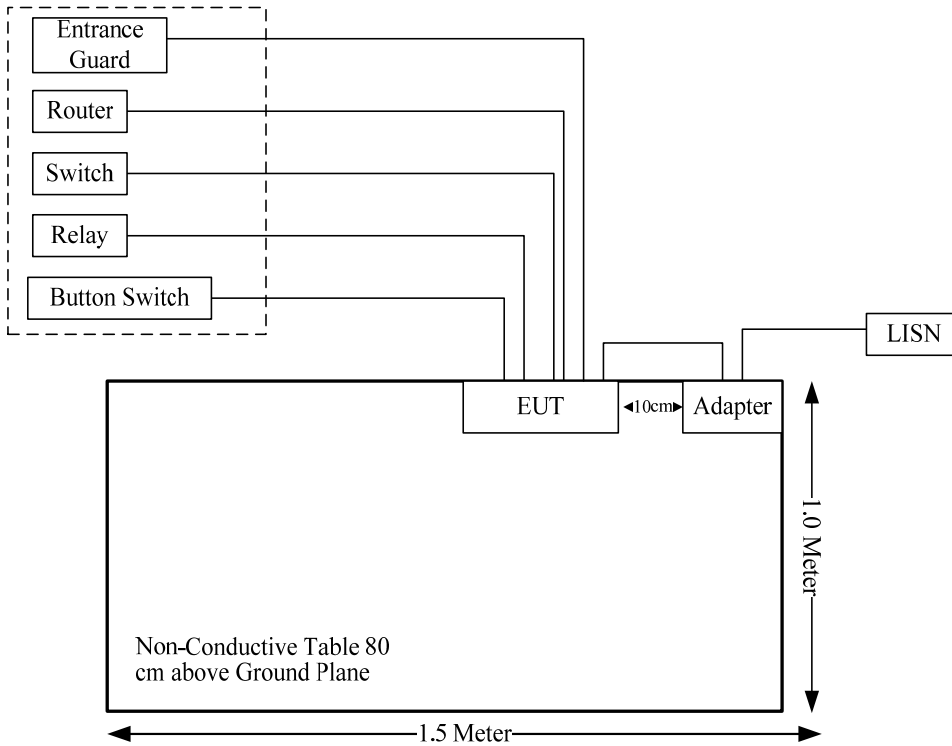 Entrance
Guard
Router
Switch
Relay
Button Switch
LISN
EUT
10cm
Adapter
1.0 Meter
Non-Conductive Table 80
cm above Ground Plane
1.5 Meter